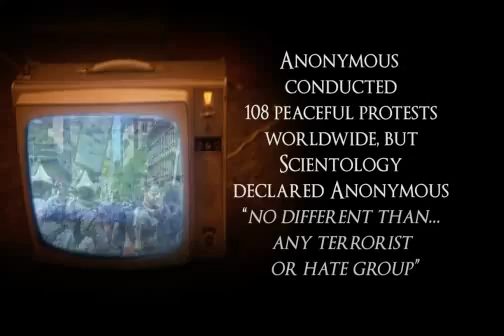 Anonymous
conducted
108 peaceful protests
worldwide, but
Scientology
declared Anonymous
“no different than...
any terrorist
or hate group”